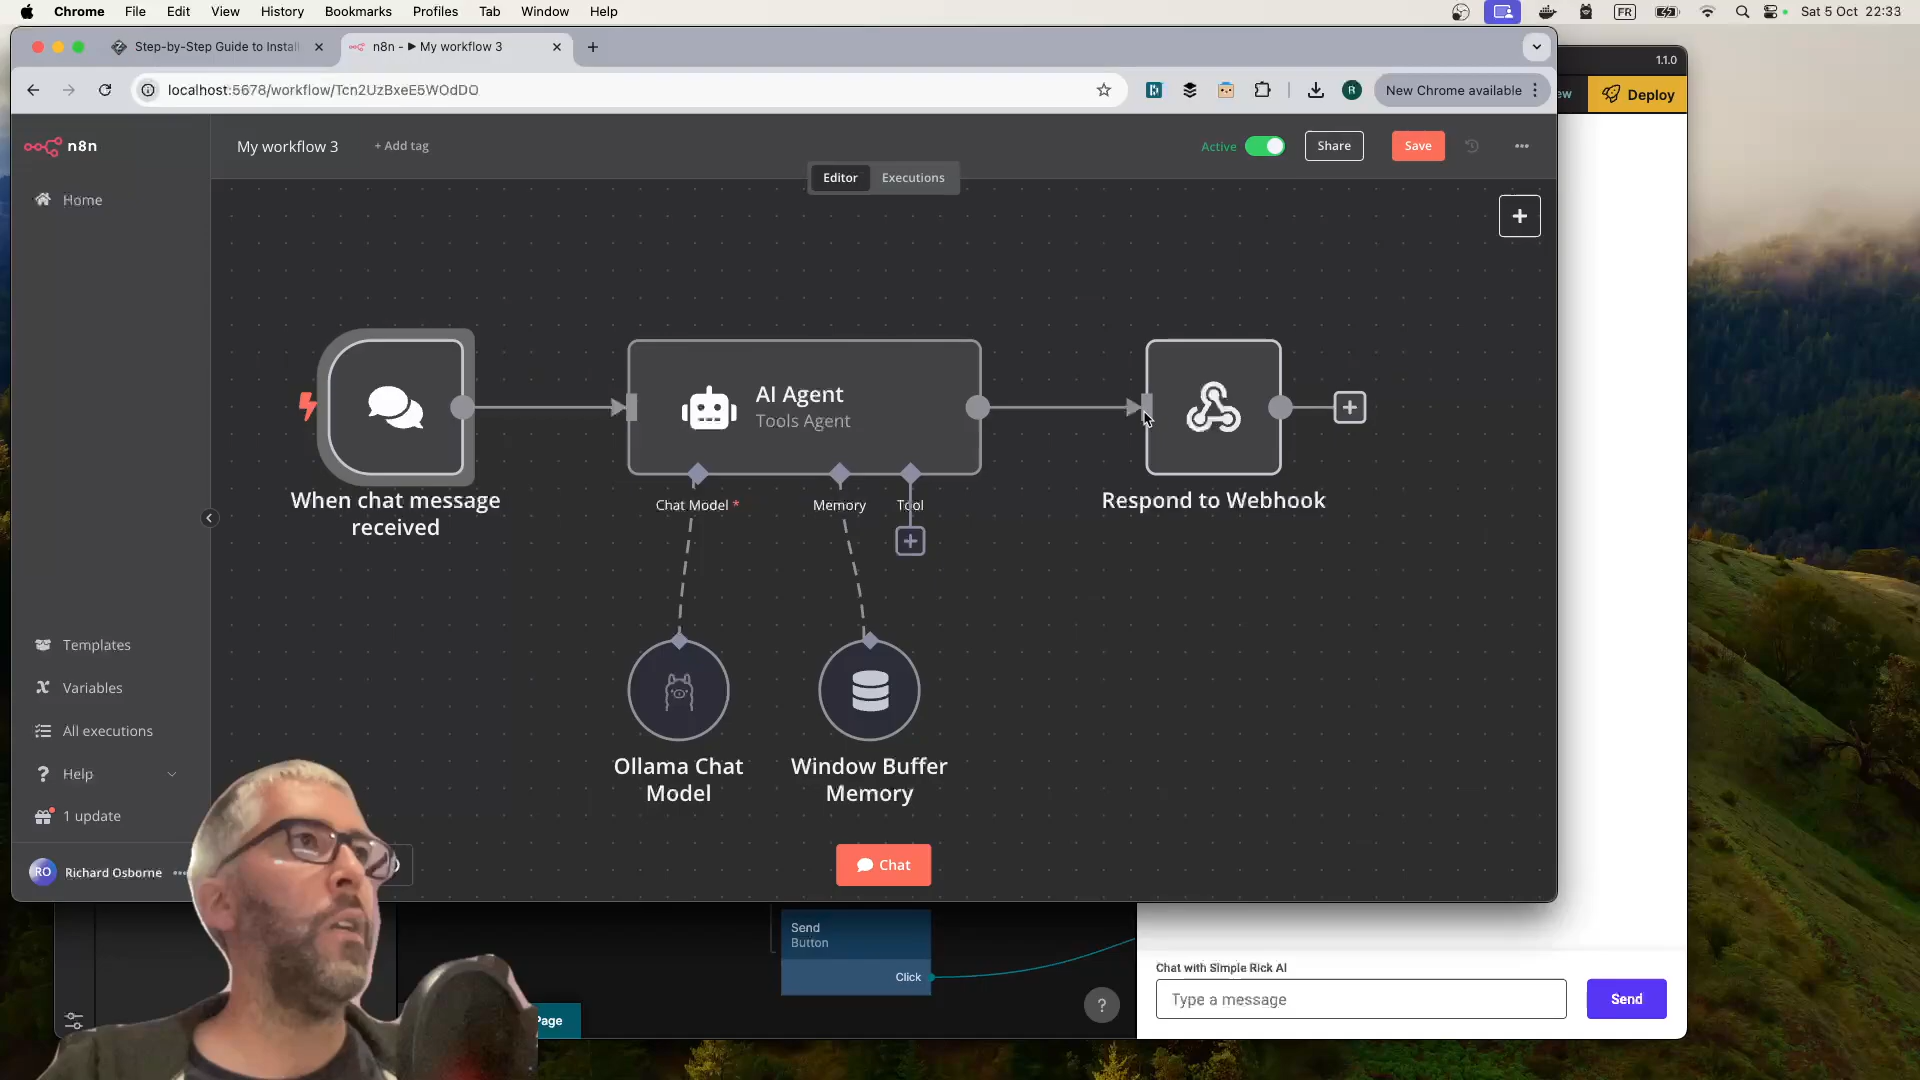 Chrome File Edit View History Bookmarks Profiles Tab Window Help
FR
Sat 5 Oct 22:33
Step-by-Step Guide to Instal
n8n - ▶ My workflow 3
1.1.0
localhost:5678/workflow/Tcn2UzBxeE5WOdDO
R
New Chrome available
ew
Deploy
n8n
My workflow 3
+ Add tag
Active
Share
Save
Editor
Executions
Home
AI Agent
Tools Agent
When chat message
received
Chat Model *
Memory
Tool
Respond to Webhook
Templates
Variables
All executions
Help
1 update
RO
Richard Osborne
Ollama Chat
Model
Window Buffer
Memory
Chat
Send
Button
Click
Page
?
Chat with Simple Rick AI
Type a message
Send